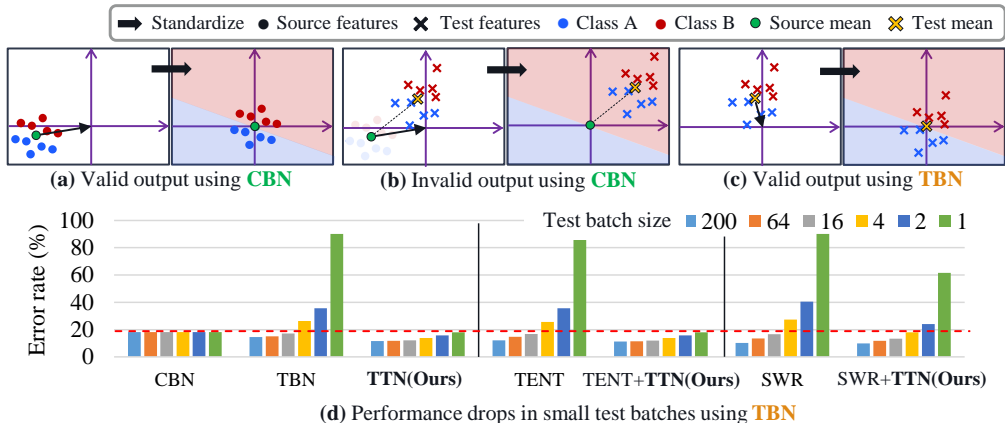 Standardize Source features Test features Class A Class B Source mean Test mean
(a) Valid output using CBN (b) Invalid output using CBN (c) Valid output using TBN
Test batch size 200 64 16 4 2 1
Error rate (%)
100
80
60
40
20
0
CBN TBN TTN(Ours) TENT TENT+TTN(Ours) SWR SWR+TTN(Ours)
(d) Performance drops in small test batches using TBN